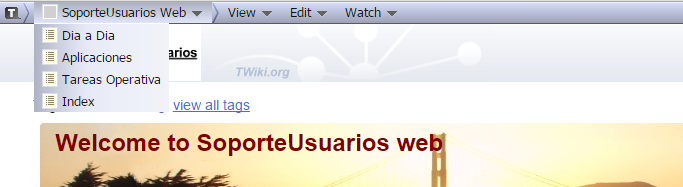 T SoporteUsuarios Web View Edit Watch
Dia a Dia
Aplicaciones
arios
Tareas Operativa
TWiki.org
Index
view all tags
Welcome to SoporteUsuarios web